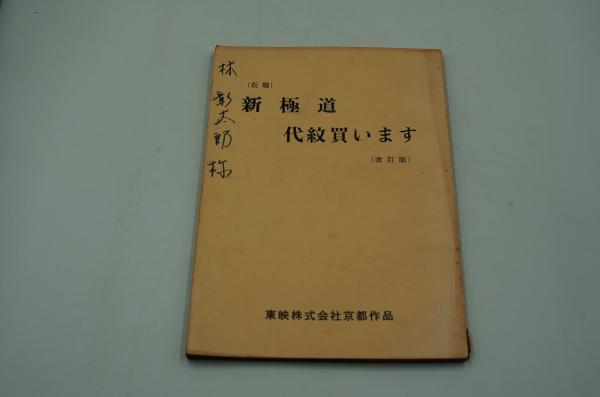 林彰太郎様
(仮題)
新極道
代紋買います
(改訂版)
東映株式会社京都作品